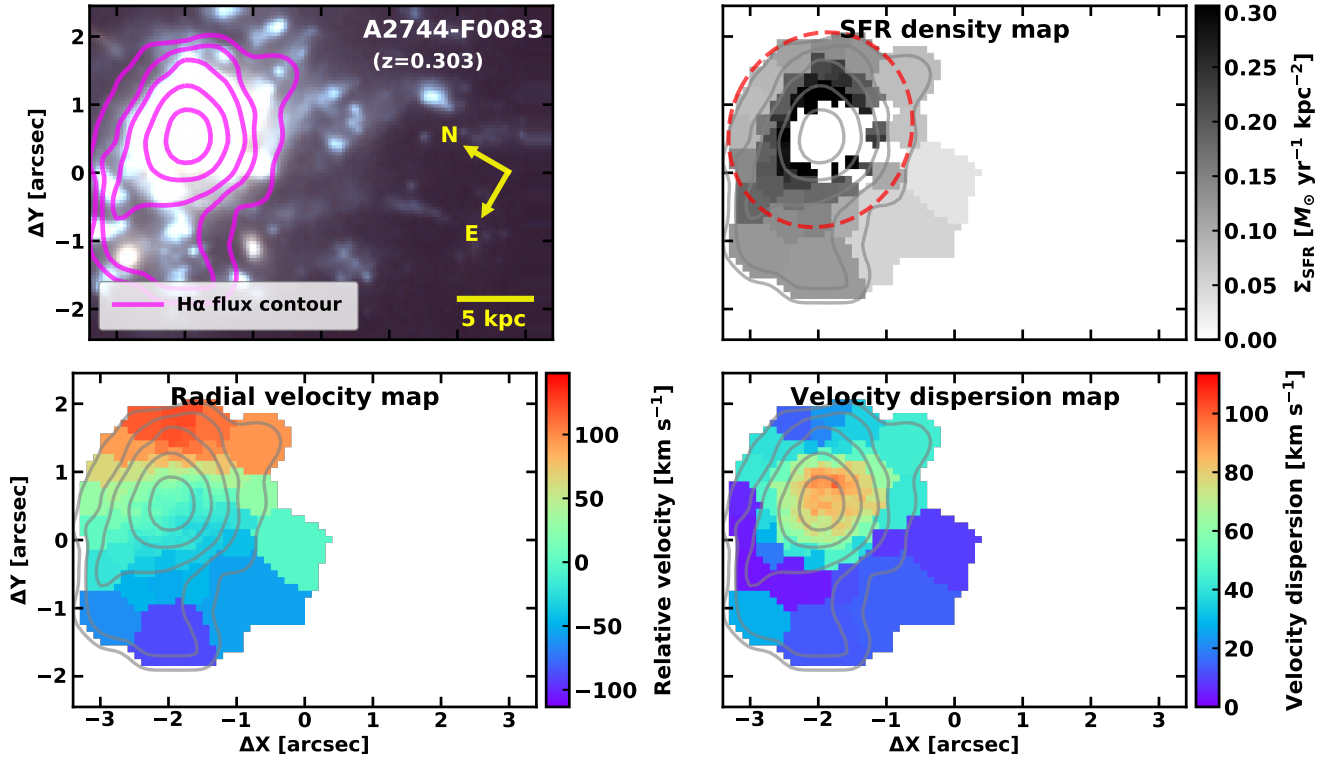 A2744-F0083
(z=0.303)
N
E
5 kpc
Hα flux contour
ΔY [arcsec]
2
1
0
−1
−2
SFR density map
0.30
0.25
0.20
0.15
0.10
0.05
0.00
Σ_SFR [M⊙ yr⁻¹ kpc⁻²]
Radial velocity map
ΔY [arcsec]
2
1
0
−1
−2
−3 −2 −1 0 1 2 3
ΔX [arcsec]
100
50
0
−50
−100
Relative velocity [km s⁻¹]
Velocity dispersion map
−3 −2 −1 0 1 2 3
ΔX [arcsec]
100
80
60
40
20
0
Velocity dispersion [km s⁻¹]